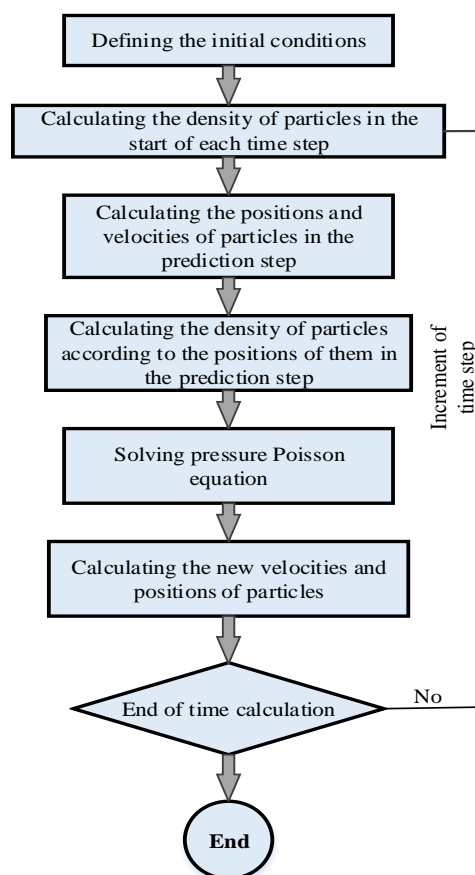 Defining the initial conditions
Calculating the density of particles in the
start of each time step
Calculating the positions and
velocities of particles in the
prediction step
Calculating the density of particles
according to the positions of them in
the prediction step
Increment of
time step
Solving pressure Poisson
equation
Calculating the new velocities and
positions of particles
End of time calculation
No
End